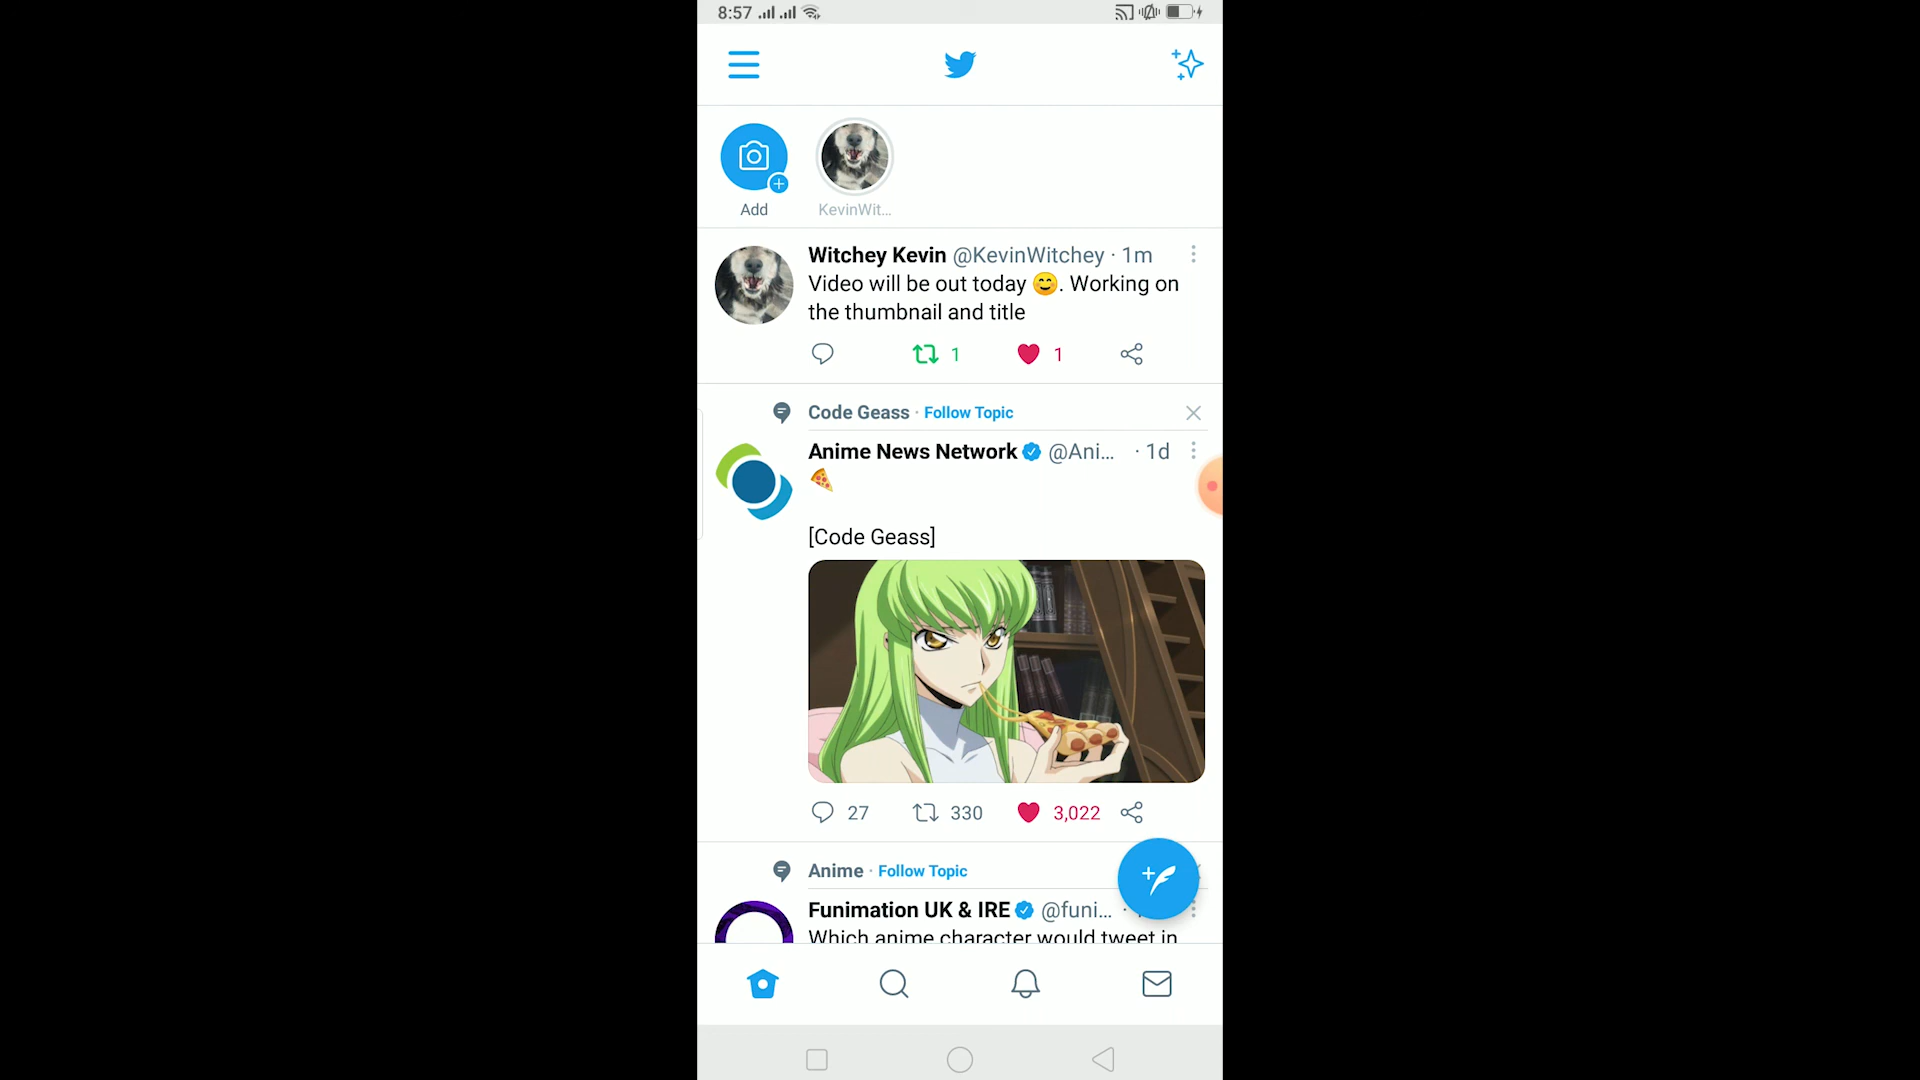 8:57
Add
KevinWit...
Witchey Kevin @KevinWitchey · 1m
Video will be out today 😊. Working on
the thumbnail and title
1
1
Code Geass · Follow Topic
Anime News Network @Ani... · 1d
🍕
[Code Geass]
27
330
3,022
Anime · Follow Topic
Funimation UK & IRE @funi... ·
Which anime character would tweet in